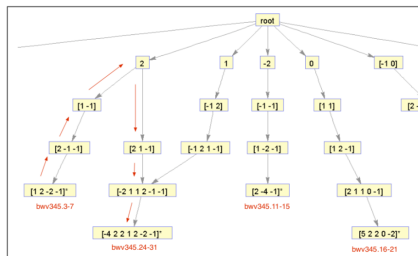 root
2 1 -2 0 [-1 0]
[1 -1] [-1 2] [-1 -1] [1 1]
[2 -1 -1] [2 1 -1] [-1 2 1 -1] [1 -2 -1] [1 2 -1]
[1 2 -2 -1]* [-2 1 1 2 -1 -1] [2 -4 -1]* [2 1 1 0 -1]
bwv345.3-7 bwv345.11-15
[-4 2 2 1 2 -2 -1]* [5 2 2 0 -2]*
bwv345.24-31 bwv345.16-21